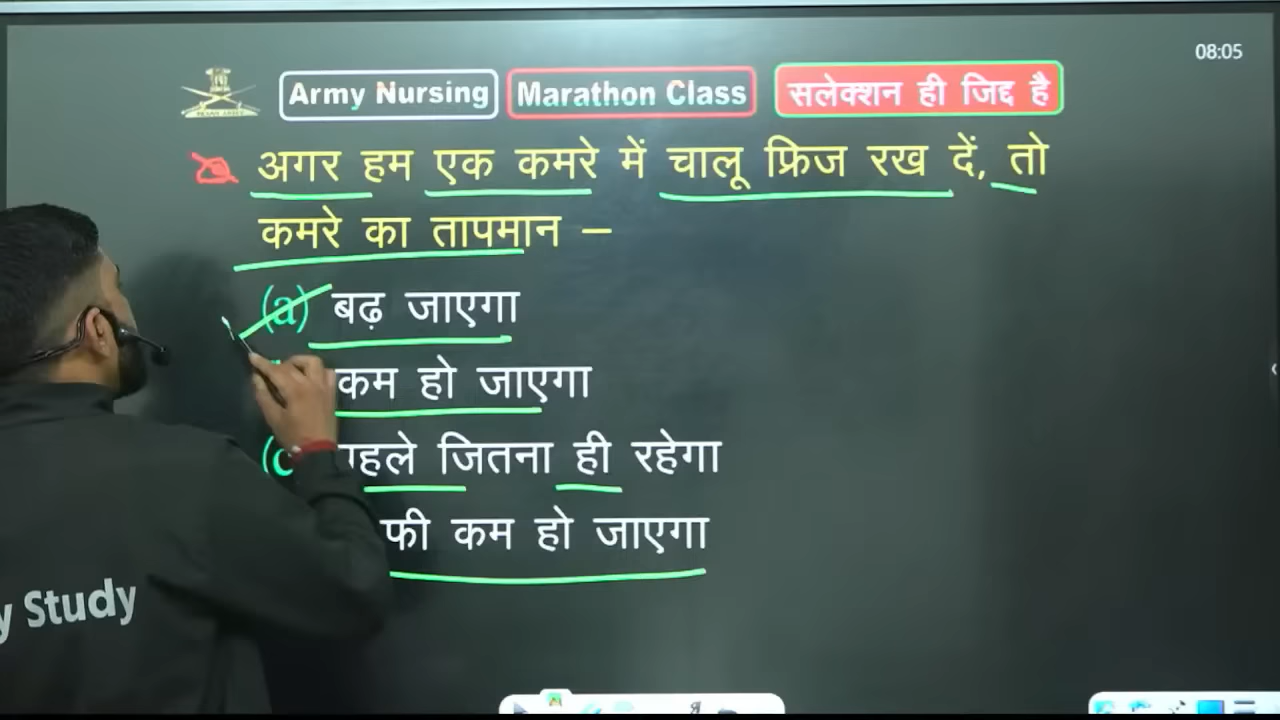 08:05
Army Nursing Marathon Class सलेक्शन ही जिद्द है
अगर हम एक कमरे में चालू फ्रिज रख दें, तो
कमरे का तापमान –
(a) बढ़ जाएगा
कम हो जाएगा
जितना ही रहेगा
कम हो जाएगा
Study